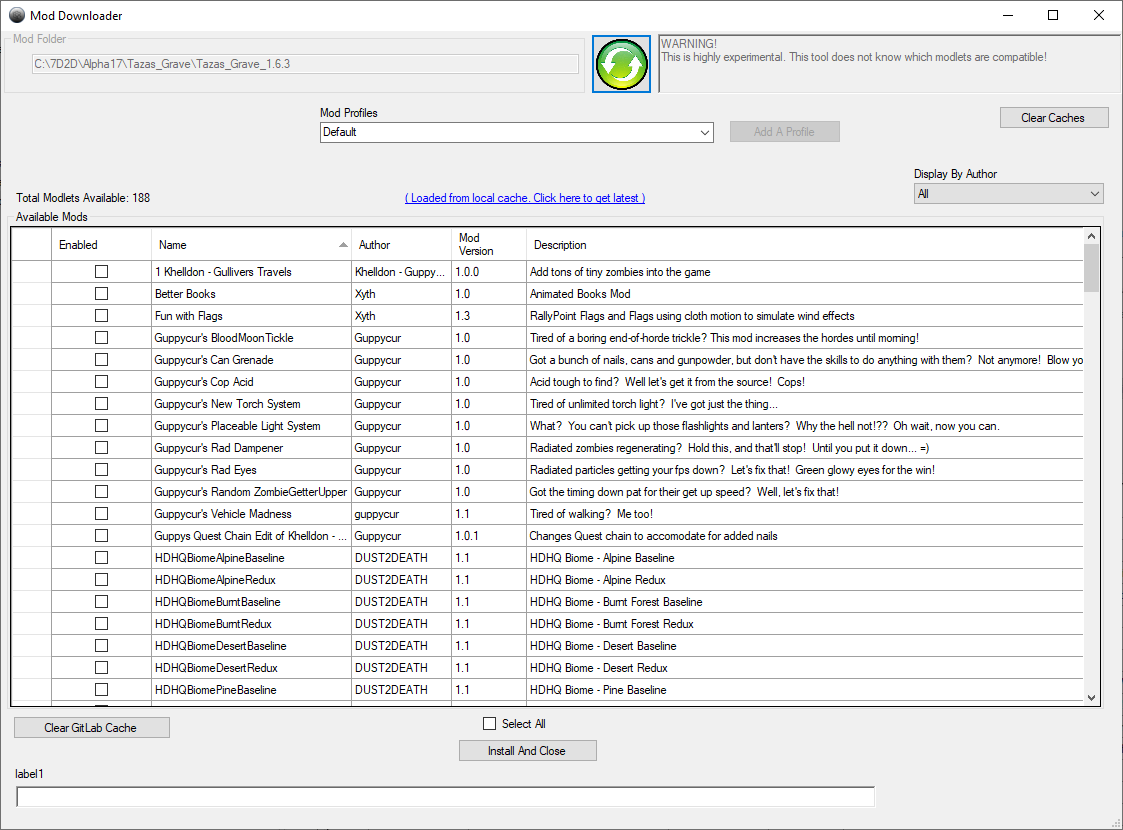 Mod Downloader
Mod Folder
C:\7D2D\Alpha17\Tazas_Grave\Tazas_Grave_1.6.3
WARNING!
This is highly experimental. This tool does not know which modlets are compatible!
Mod Profiles
Default
Add A Profile
Clear Caches
Display By Author
All
Total Modlets Available: 188
( Loaded from local cache. Click here to get latest )
Available Mods
Enabled Name Author Mod Version Description
1 Khelldon - Gullivers Travels Khelldon - Guppy... 1.0.0 Add tons of tiny zombies into the game
Better Books Xyth 1.0 Animated Books Mod
Fun with Flags Xyth 1.3 RallyPoint Flags and Flags using cloth motion to simulate wind effects
Guppycur's BloodMoonTickle Guppycur 1.0 Tired of a boring end-of-horde trickle? This mod increases the hordes until morning!
Guppycur's Can Grenade Guppycur 1.0 Got a bunch of nails, cans and gunpowder, but don't have the skills to do anything with them?  Not anymore!  Blow yo
Guppycur's Cop Acid Guppycur 1.0 Acid tough to find?  Well let's get it from the source!  Cops!
Guppycur's New Torch System Guppycur 1.0 Tired of unlimited torch light?  I've got just the thing...
Guppycur's Placeable Light System Guppycur 1.0 What?  You can't pick up those flashlights and lanters?  Why the hell not!??  Oh wait, now you can.
Guppycur's Rad Dampener Guppycur 1.0 Radiated zombies regenerating?  Hold this, and that'll stop!  Until you put it down... =)
Guppycur's Rad Eyes Guppycur 1.0 Radiated particles getting your fps down?  Let's fix that!  Green glowy eyes for the win!
Guppycur's Random ZombieGetterUpper Guppycur 1.0 Got the timing down pat for their get up speed?  Well, let's fix that!
Guppycur's Vehicle Madness guppycur 1.1 Tired of walking?  Me too!
Guppys Quest Chain Edit of Khelldon - ... Guppycur 1.0.1 Changes Quest chain to accomodate for added nails
HDHQBiomeAlpineBaseline DUST2DEATH 1.1 HDHQ Biome - Alpine Baseline
HDHQBiomeAlpineRedux DUST2DEATH 1.1 HDHQ Biome - Alpine Redux
HDHQBiomeBurntBaseline DUST2DEATH 1.1 HDHQ Biome - Burnt Forest Baseline
HDHQBiomeBurntRedux DUST2DEATH 1.1 HDHQ Biome - Burnt Forest Redux
HDHQBiomeDesertBaseline DUST2DEATH 1.1 HDHQ Biome - Desert Baseline
HDHQBiomeDesertRedux DUST2DEATH 1.1 HDHQ Biome - Desert Redux
HDHQBiomePineBaseline DUST2DEATH 1.1 HDHQ Biome - Pine Baseline
Clear GitLab Cache
Select All
Install And Close
label1